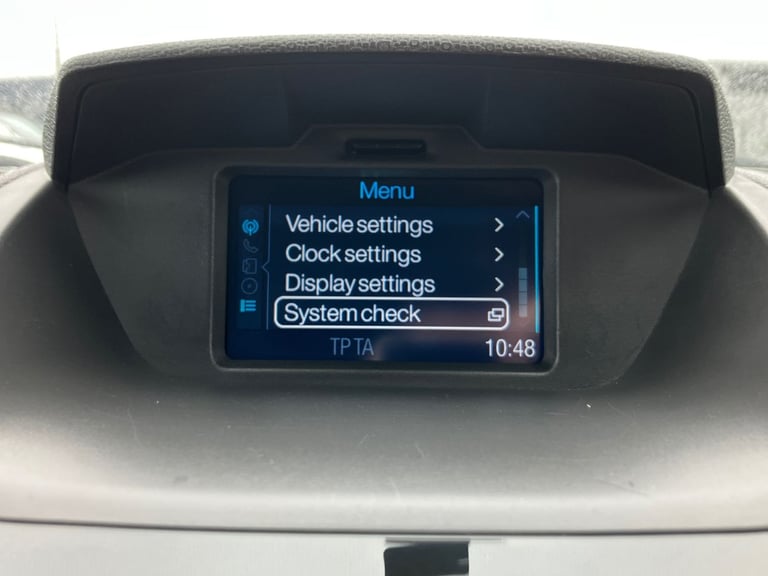 Menu
Vehicle settings
Clock settings
Display settings
System check
TP TA 10:48